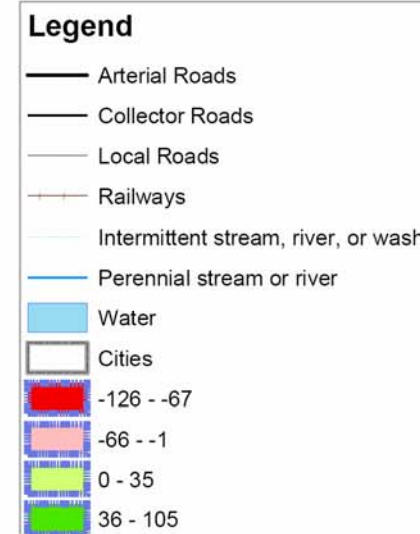 Legend
Arterial Roads
Collector Roads
Local Roads
Railways
Intermittent stream, river, or wash
Perennial stream or river
Water
Cities
-126 - -67
-66 - -1
0 - 35
36 - 105